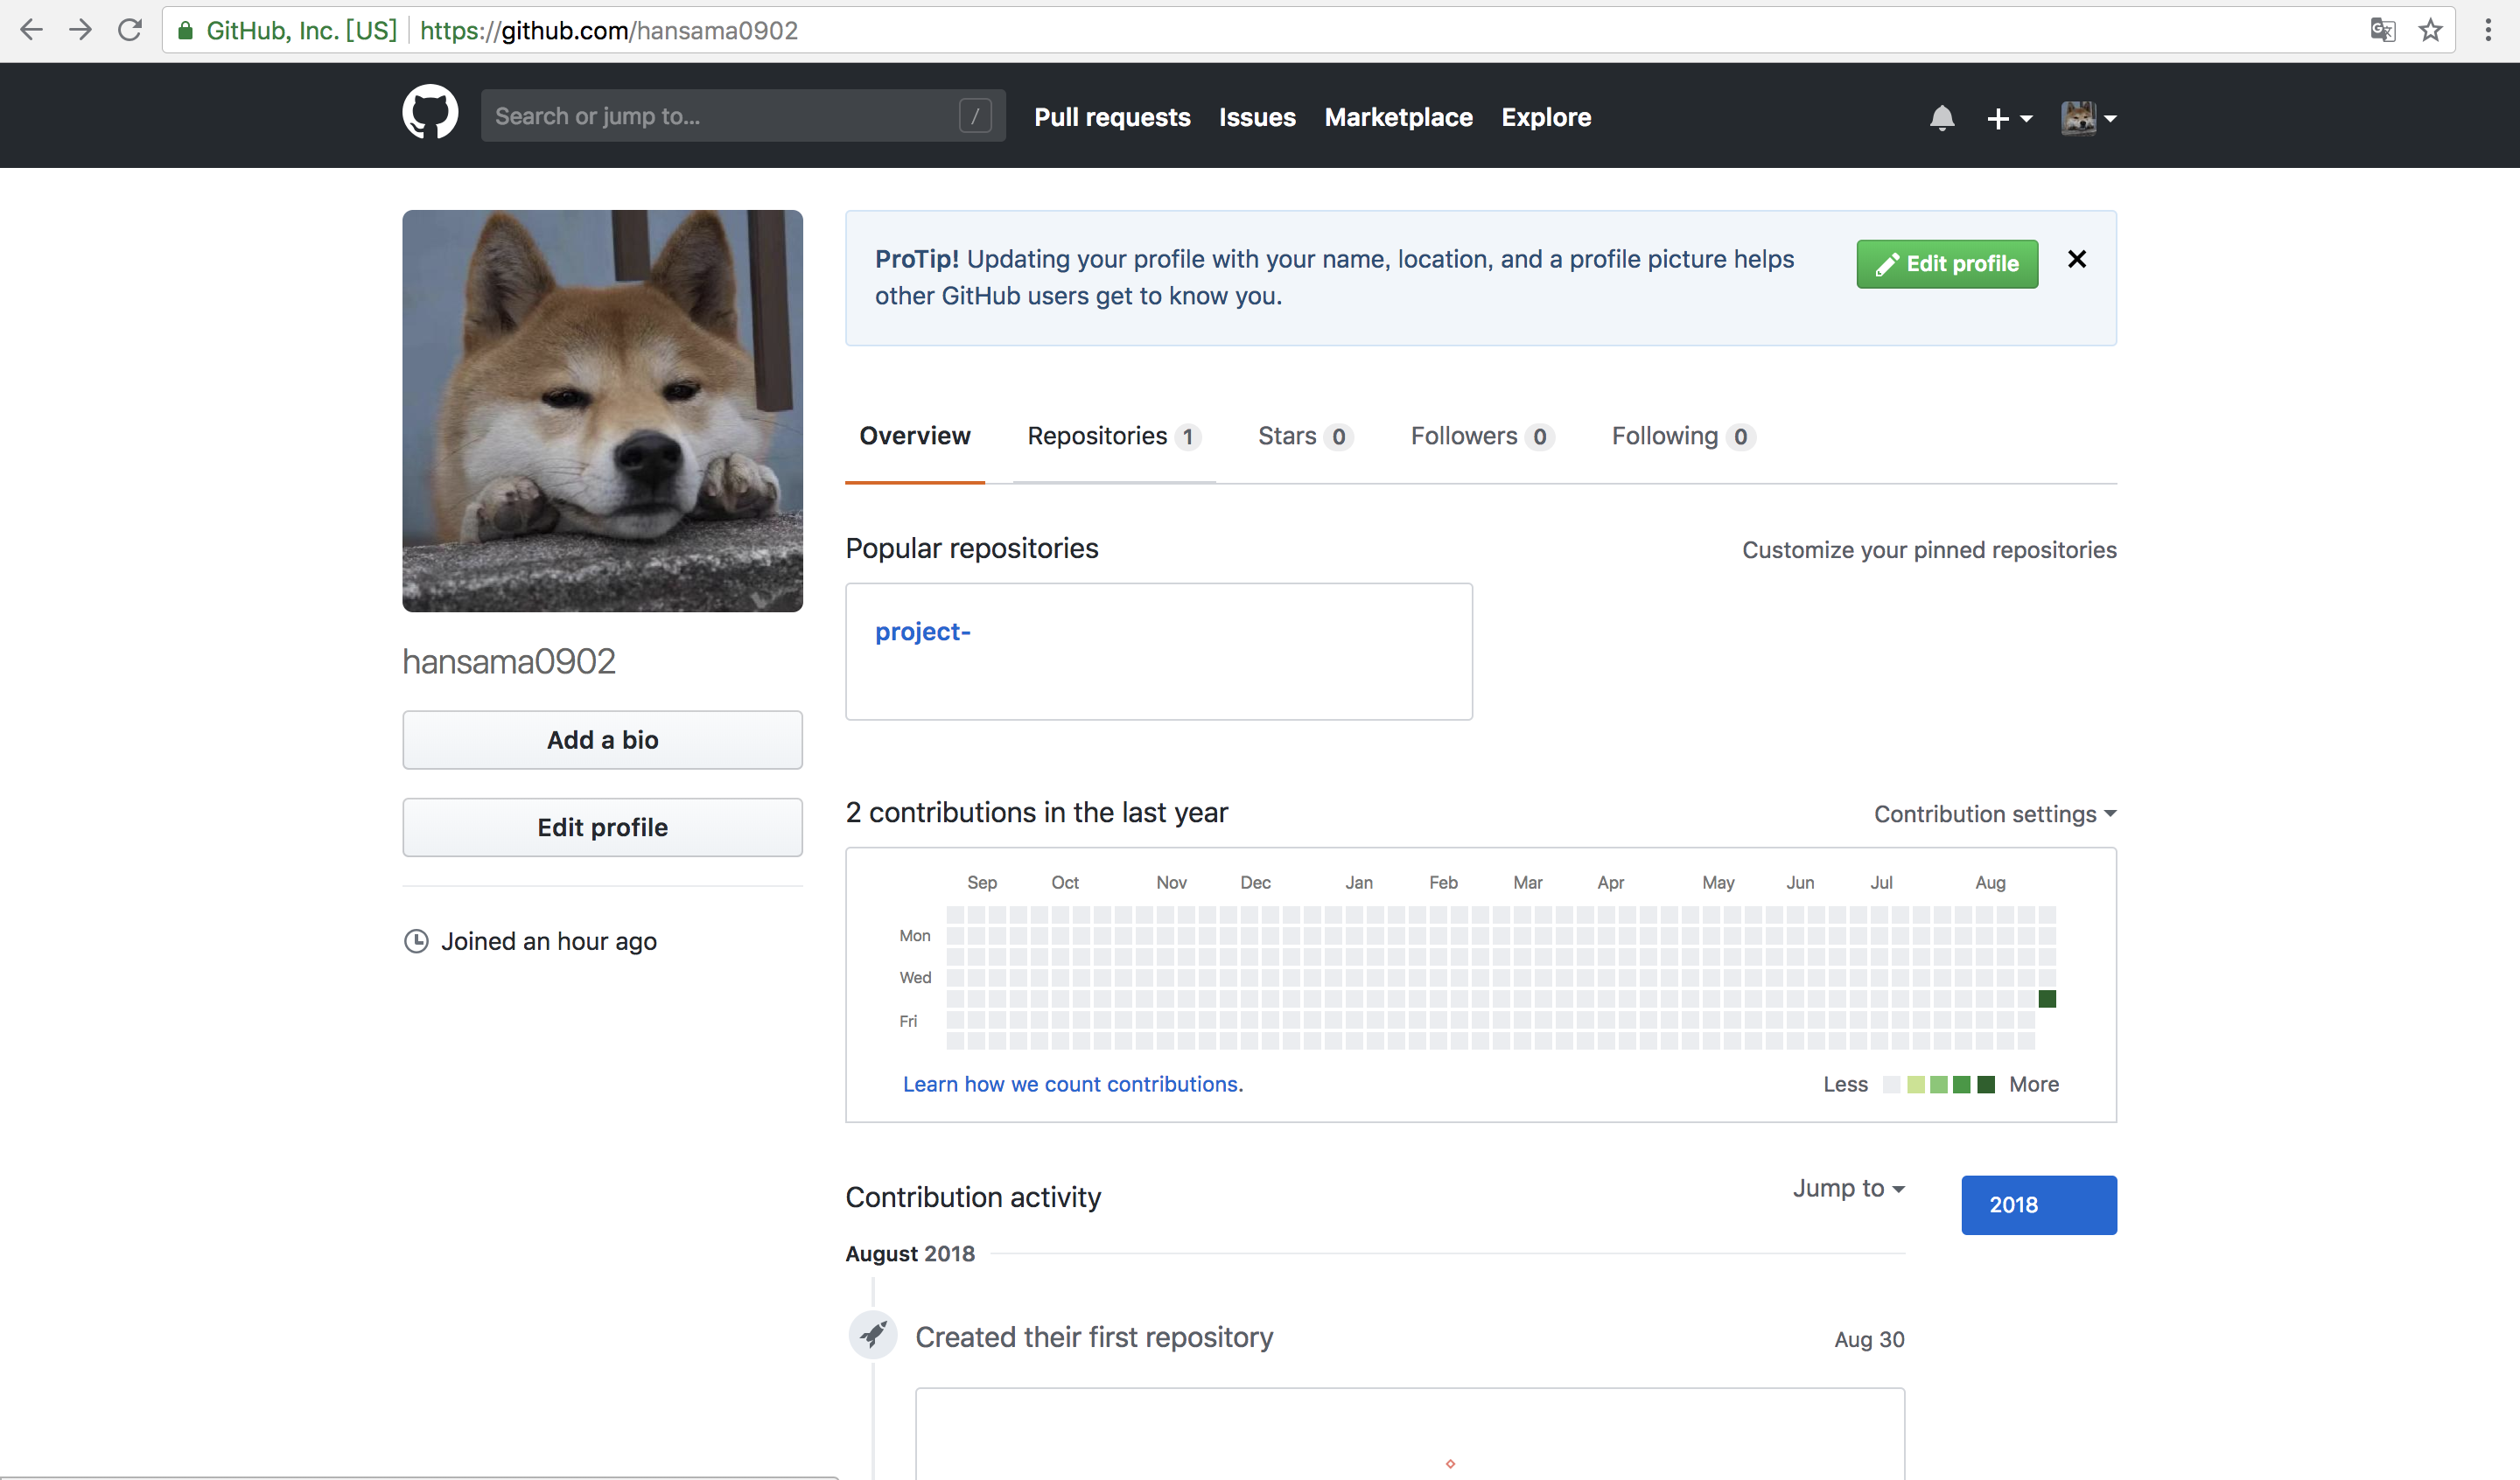 GitHub, Inc. [US] https://github.com/hansama0902
Search or jump to... /
Pull requests Issues Marketplace Explore
ProTip! Updating your profile with your name, location, and a profile picture helps
other GitHub users get to know you.
Edit profile
Overview Repositories 1 Stars 0 Followers 0 Following 0
Popular repositories
Customize your pinned repositories
project-
hansama0902
Add a bio
Edit profile
Joined an hour ago
2 contributions in the last year
Contribution settings
Sep Oct Nov Dec Jan Feb Mar Apr May Jun Jul Aug
Mon
Wed
Fri
Learn how we count contributions.
Less More
Contribution activity
Jump to
2018
August 2018
Created their first repository
Aug 30